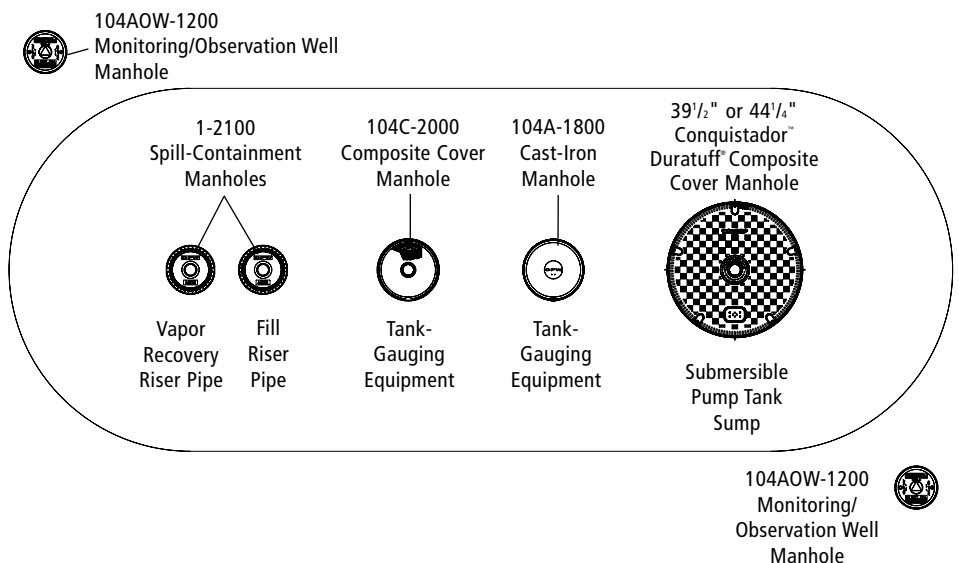 104AOW-1200
Monitoring/Observation Well
Manhole
1-2100
Spill-Containment
Manholes
104C-2000
Composite Cover
Manhole
104A-1800
Cast-Iron
Manhole
39¹/₂" or 44¹/₄"
Conquistador™
Duratuff® Composite
Cover Manhole
Vapor
Recovery
Riser Pipe
Fill
Riser
Pipe
Tank-
Gauging
Equipment
Tank-
Gauging
Equipment
Submersible
Pump Tank
Sump
104AOW-1200
Monitoring/
Observation Well
Manhole